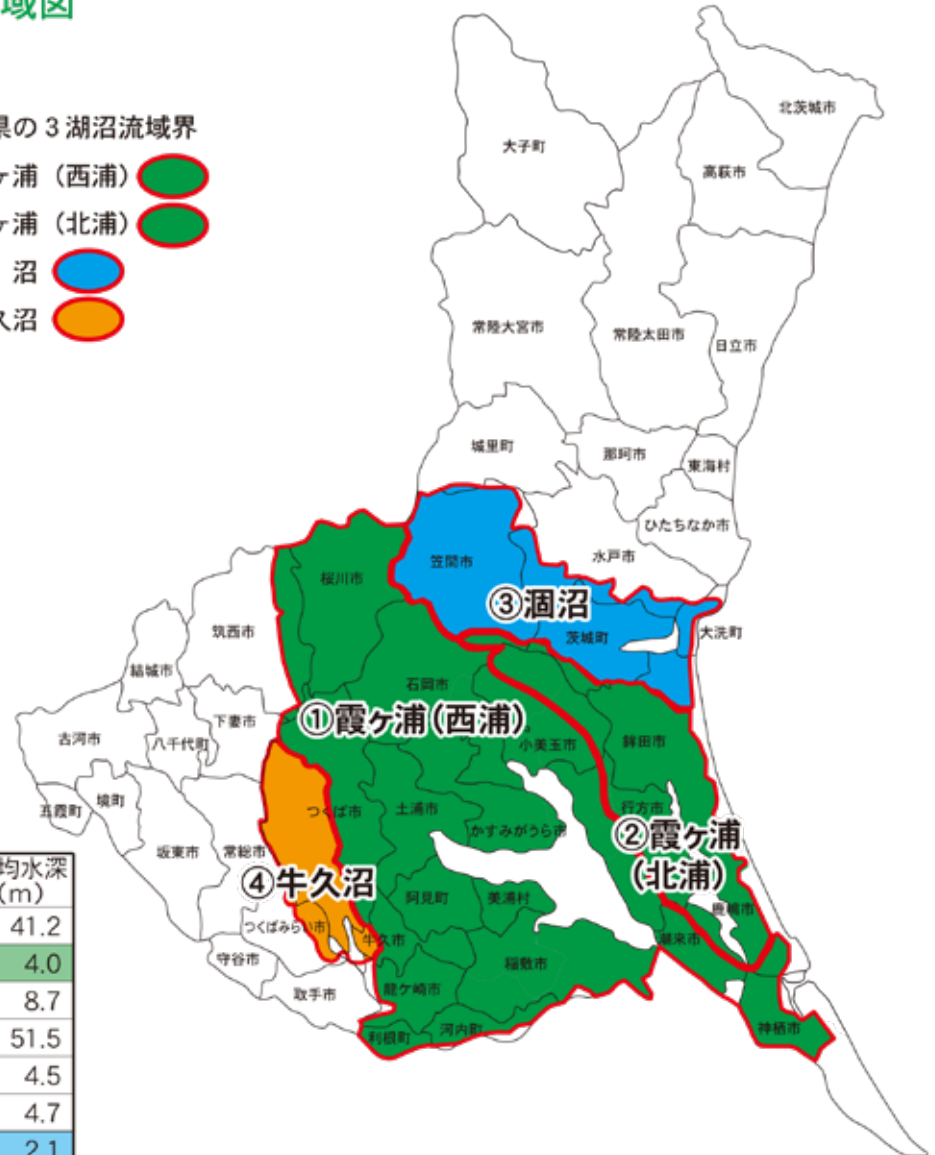 域図
県の3湖沼流域界
ヶ浦（西浦）
ヶ浦（北浦）
沼
久沼
北茨城市
大子町
高萩市
常陸大宮市
常陸太田市
日立市
城里町
那珂市
東海村
ひたちなか市
水戸市
笠間市
桜川市
③涸沼
茨城町
大洗町
筑西市
結城市
石岡市
①霞ヶ浦（西浦）
下妻市
古河市
八千代町
小美玉市
鉾田市
五霞町
境町
つくば市
土浦市
行方市
かすみがうら市
②霞ヶ浦
（北浦）
坂東市
常総市
④牛久沼
阿見町
美浦村
鹿嶋市
つくばみらい市
牛久市
潮来市
守谷市
稲敷市
取手市
龍ケ崎市
利根町
河内町
神栖市
均水深
（m）
41.2
4.0
8.7
51.5
4.5
4.7
2.1